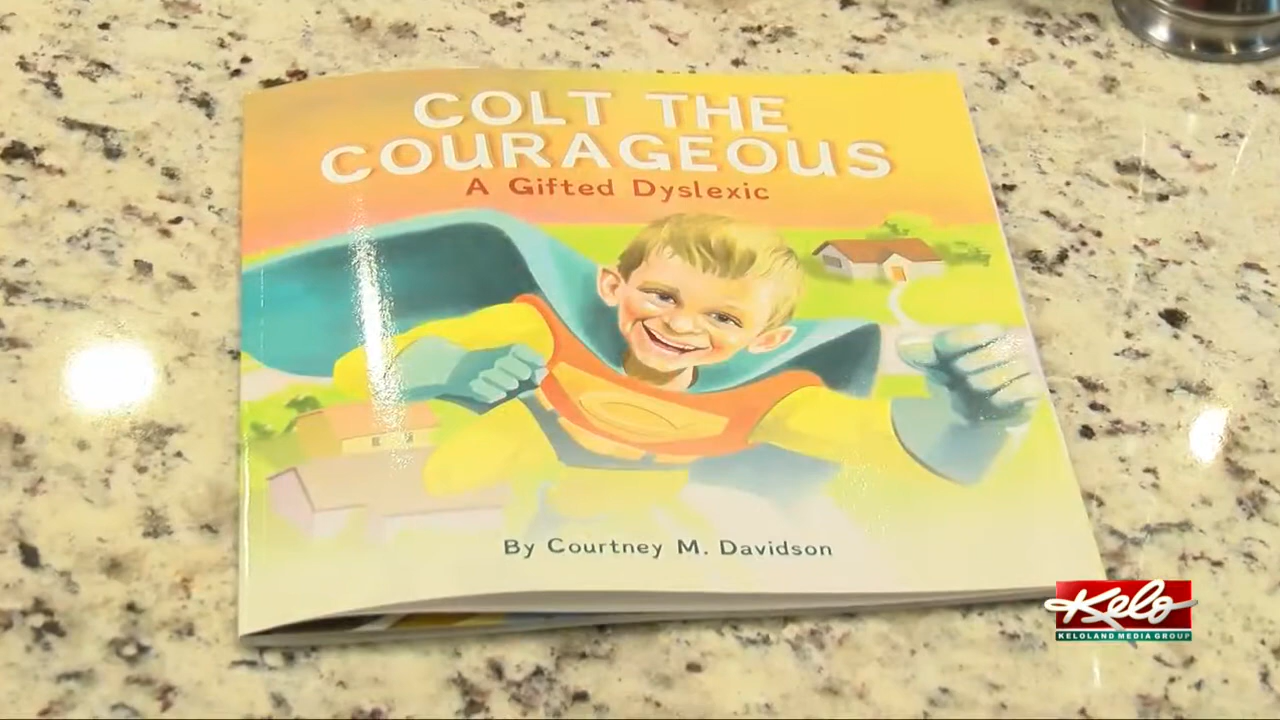 COLT THE
COURAGEOUS
A Gifted Dyslexic
By Courtney M. Davidson
Kelo
KELOLAND MEDIA GROUP